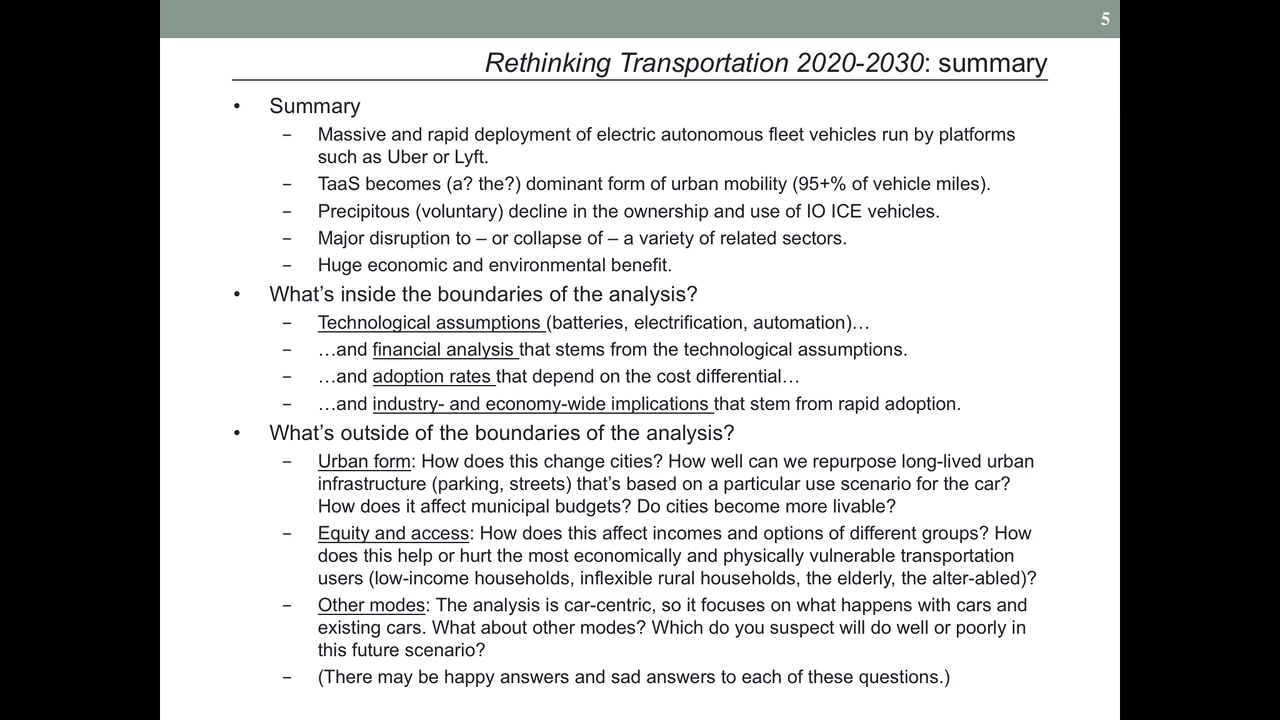 5
Rethinking Transportation 2020-2030: summary
• Summary
– Massive and rapid deployment of electric autonomous fleet vehicles run by platforms
such as Uber or Lyft.
– TaaS becomes (a? the?) dominant form of urban mobility (95+% of vehicle miles).
– Precipitous (voluntary) decline in the ownership and use of IO ICE vehicles.
– Major disruption to – or collapse of – a variety of related sectors.
– Huge economic and environmental benefit.
• What’s inside the boundaries of the analysis?
– Technological assumptions (batteries, electrification, automation)…
– …and financial analysis that stems from the technological assumptions.
– …and adoption rates that depend on the cost differential…
– …and industry- and economy-wide implications that stem from rapid adoption.
• What’s outside of the boundaries of the analysis?
– Urban form: How does this change cities? How well can we repurpose long-lived urban
infrastructure (parking, streets) that’s based on a particular use scenario for the car?
How does it affect municipal budgets? Do cities become more livable?
– Equity and access: How does this affect incomes and options of different groups? How
does this help or hurt the most economically and physically vulnerable transportation
users (low-income households, inflexible rural households, the elderly, the alter-abled)?
– Other modes: The analysis is car-centric, so it focuses on what happens with cars and
existing cars. What about other modes? Which do you suspect will do well or poorly in
this future scenario?
– (There may be happy answers and sad answers to each of these questions.)